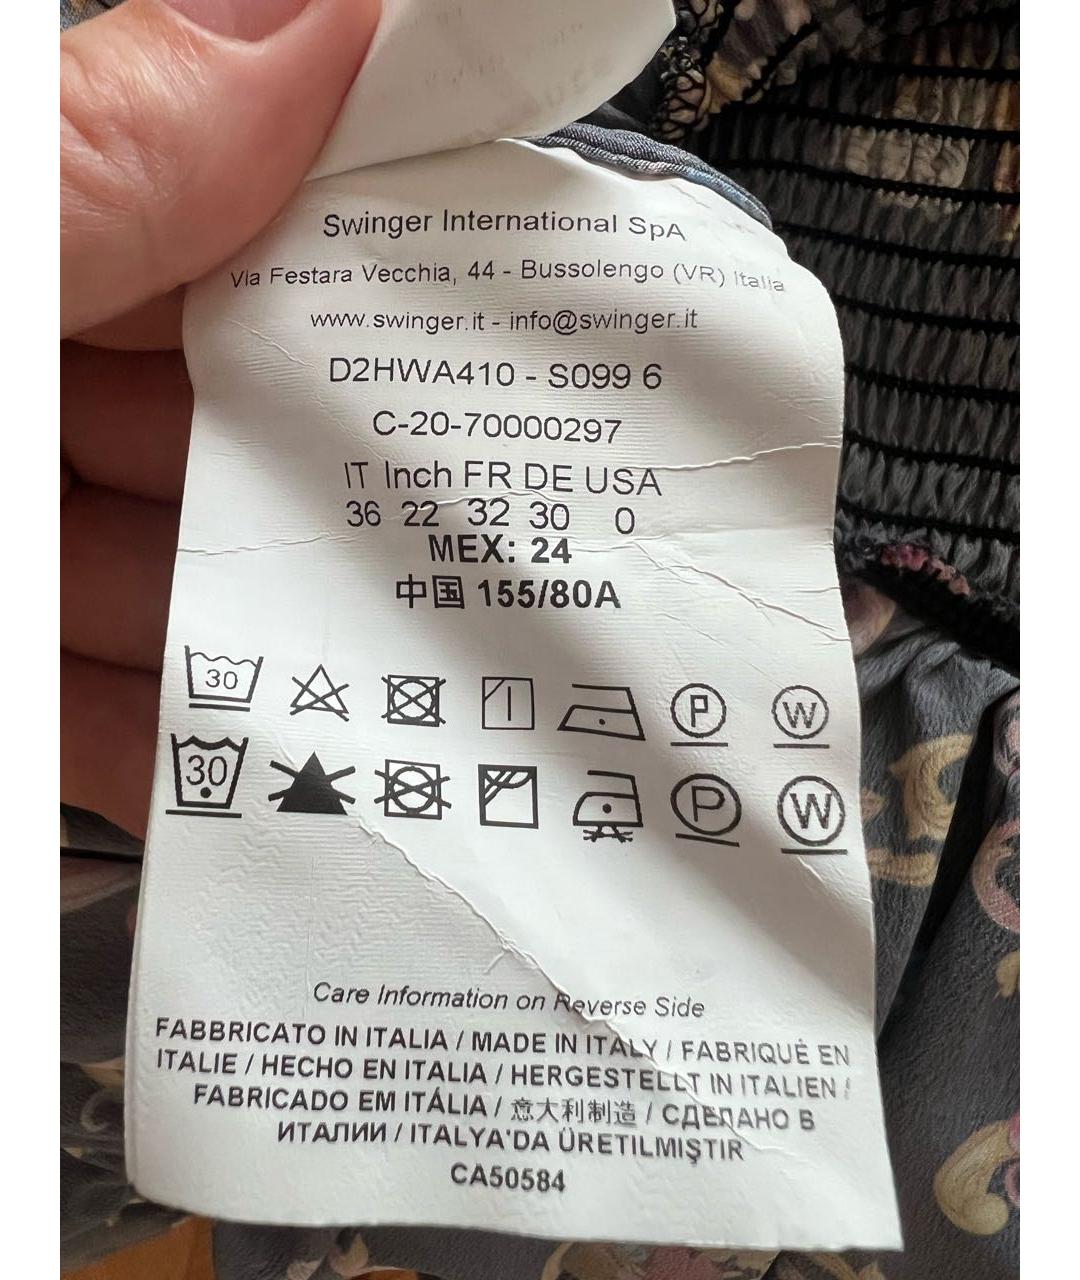 Swinger International SpA
Via Festara Vecchia, 44 - Bussolengo (VR) Italia
www.swinger.it - info@swinger.it
D2HWA410 - S099 6
C-20-70000297
IT Inch FR DE USA
36 22 32 30 0
MEX: 24
中国 155/80A
30 P W
30 P W
Care Information on Reverse Side
FABBRICATO IN ITALIA / MADE IN ITALY / FABRIQUÉ EN
ITALIE / HECHO EN ITALIA / HERGESTELLT IN ITALIEN /
FABRICADO EM ITÁLIA / 意大利制造 / СДЕЛАНО В
ИТАЛИИ / ITALYA'DA ÜRETILMIŞTIR
CA50584